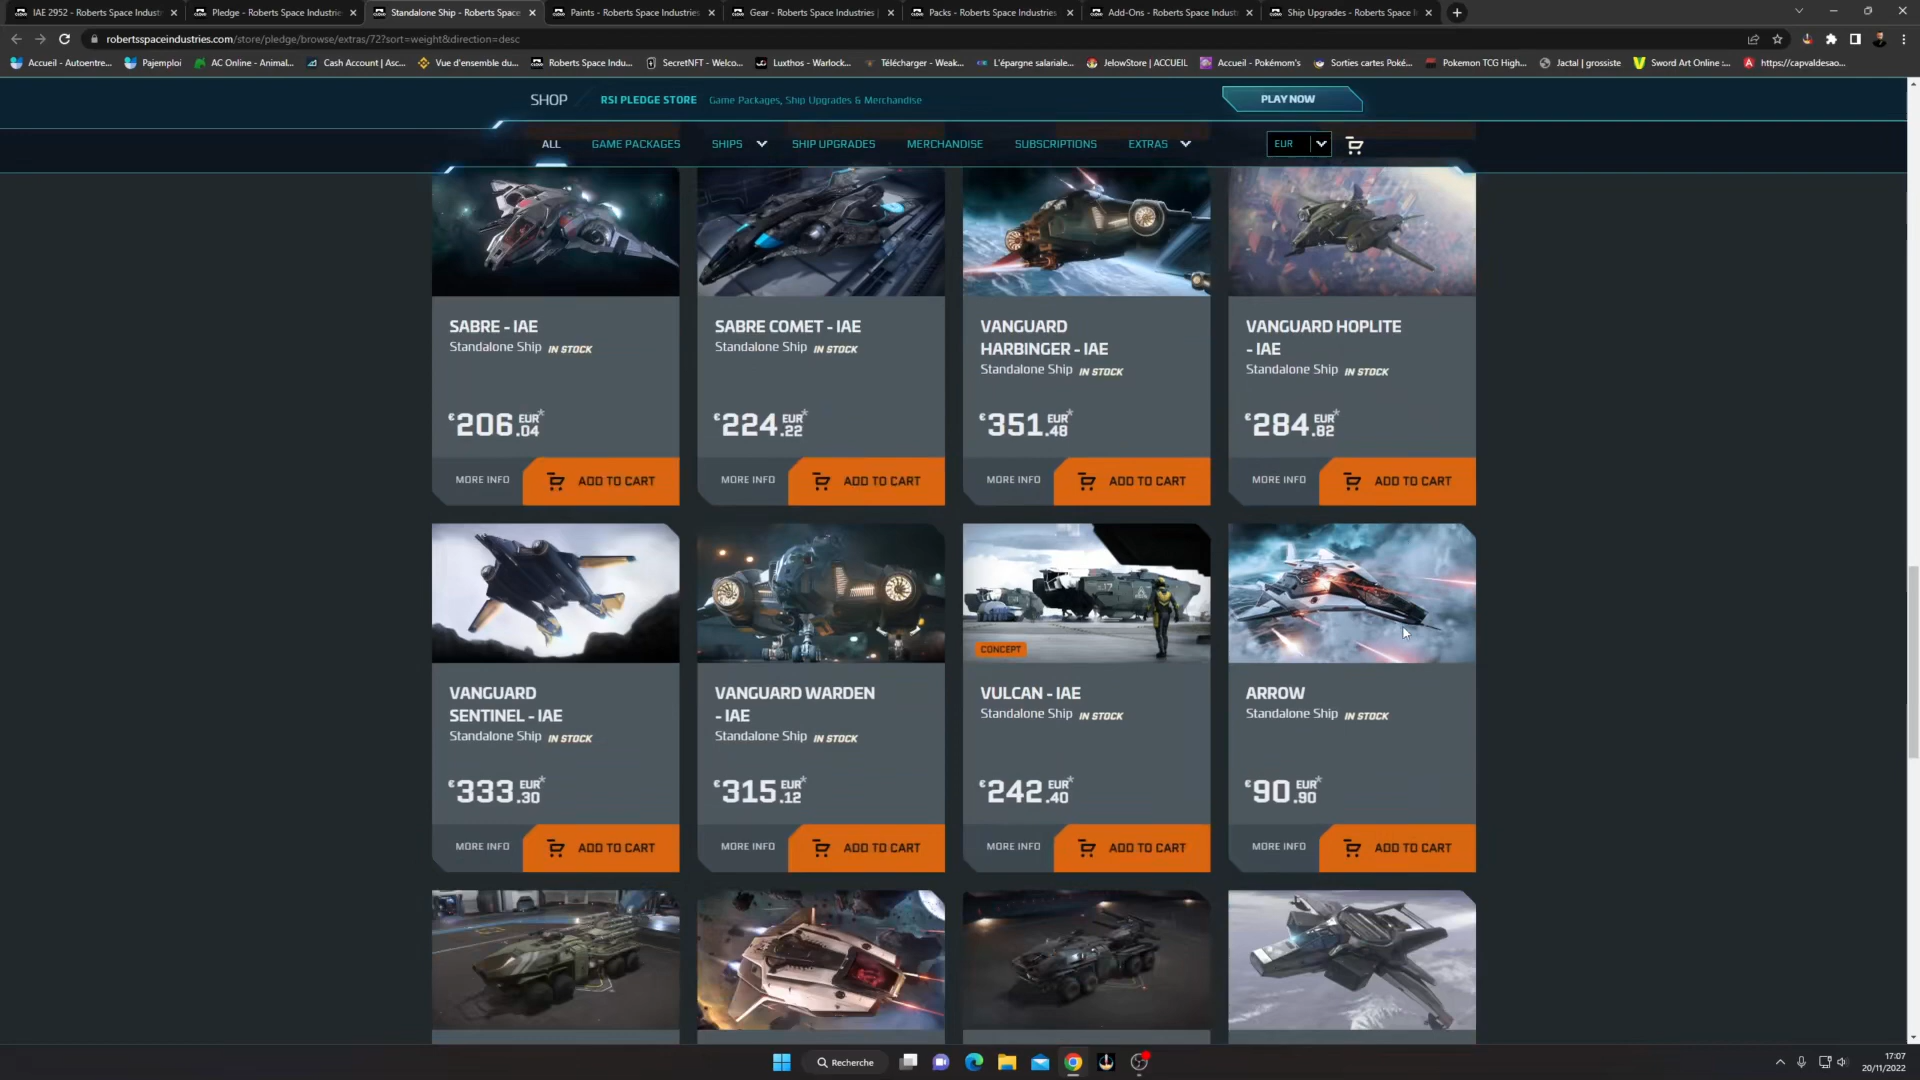 IAE 2952 - Roberts Space Industr
Pledge - Roberts Space Industrie
Standalone Ship - Roberts Space
Paints - Roberts Space Industries
Gear - Roberts Space Industries |
Packs - Roberts Space Industries
Add-Ons - Roberts Space Industr
Ship Upgrades - Roberts Space I
robertsspaceindustries.com/store/pledge/browse/extras/72?sort=weight&direction=desc
Accueil - Autoentre...
Pajemploi
AC Online - Animal...
Cash Account | Asc...
Vue d'ensemble du...
Roberts Space Indu...
SecretNFT - Welco...
Luxthos - Warlock...
Télécharger - Weak...
L'épargne salariale...
JelowStore | ACCUEIL
Accueil - Pokémom's
Sorties cartes Poké...
Pokemon TCG High...
Jactal | grossiste
Sword Art Online :...
https://capvaldesao...
SHOP
RSI PLEDGE STORE
Game Packages, Ship Upgrades & Merchandise
PLAY NOW
ALL
GAME PACKAGES
SHIPS
SHIP UPGRADES
MERCHANDISE
SUBSCRIPTIONS
EXTRAS
EUR
SABRE - IAE
Standalone Ship IN STOCK
€206.04 EUR*
MORE INFO
ADD TO CART
SABRE COMET - IAE
Standalone Ship IN STOCK
€224.22 EUR*
MORE INFO
ADD TO CART
VANGUARD
HARBINGER - IAE
Standalone Ship IN STOCK
€351.48 EUR*
MORE INFO
ADD TO CART
VANGUARD HOPLITE
- IAE
Standalone Ship IN STOCK
€284.82 EUR*
MORE INFO
ADD TO CART
VANGUARD
SENTINEL - IAE
Standalone Ship IN STOCK
€333.30 EUR*
MORE INFO
ADD TO CART
VANGUARD WARDEN
- IAE
Standalone Ship IN STOCK
€315.12 EUR*
MORE INFO
ADD TO CART
CONCEPT
VULCAN - IAE
Standalone Ship IN STOCK
€242.40 EUR*
MORE INFO
ADD TO CART
ARROW
Standalone Ship IN STOCK
€90.90 EUR*
MORE INFO
ADD TO CART
Recherche
17:07
20/11/2022